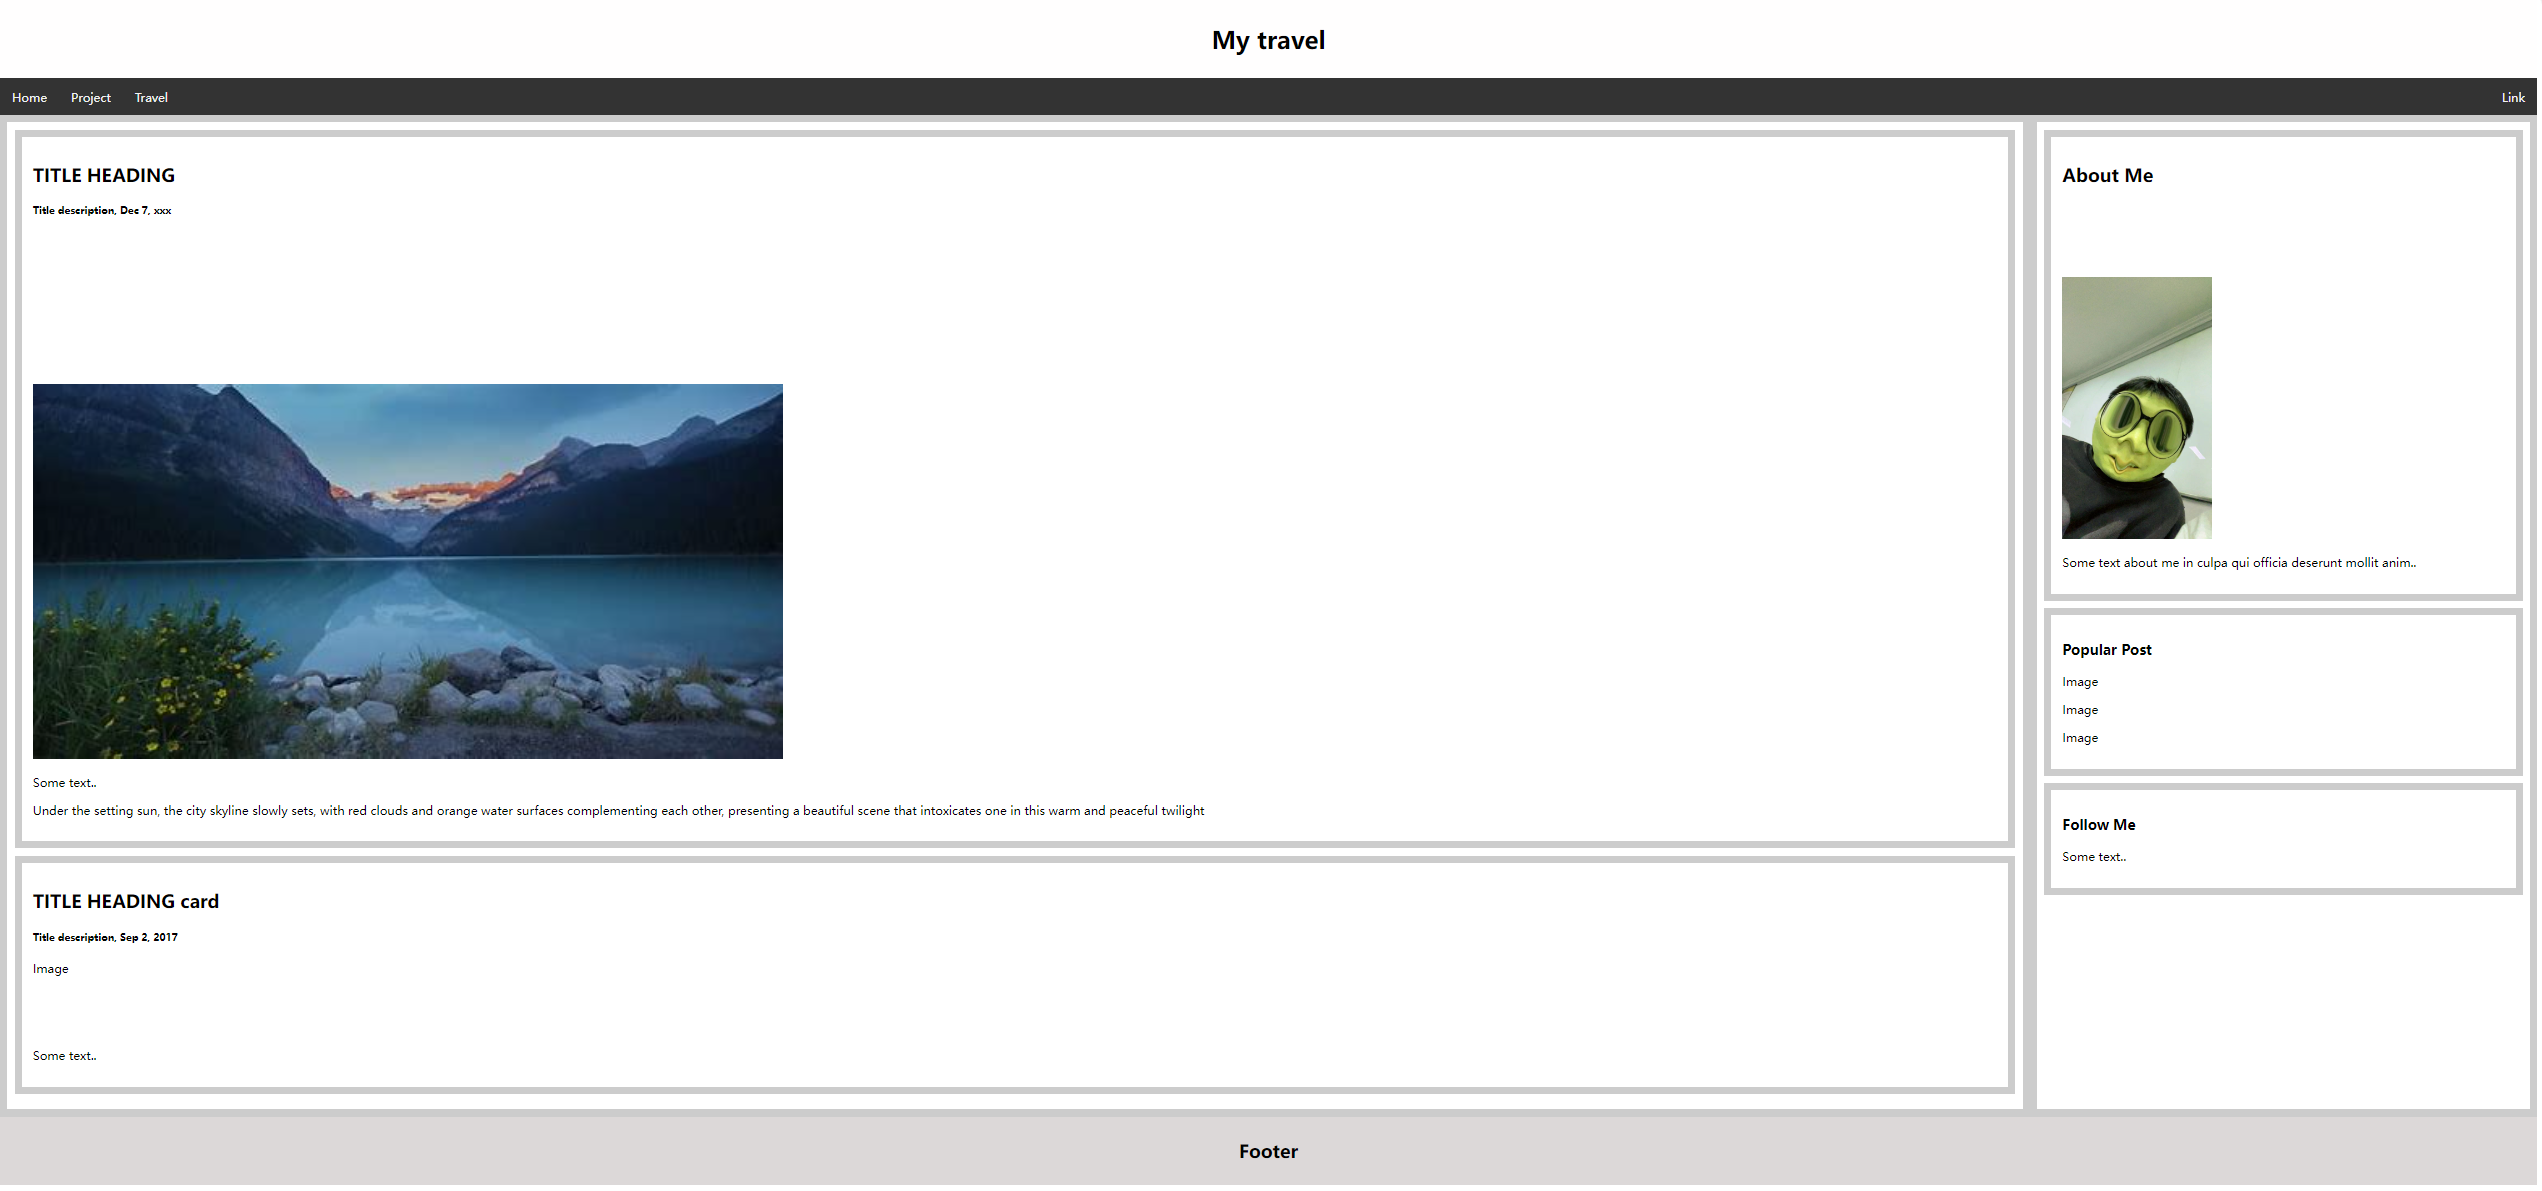 My travel
Home Project Travel Link
TITLE HEADING
Title description, Dec 7, xxx
Some text..
Under the setting sun, the city skyline slowly sets, with red clouds and orange water surfaces complementing each other, presenting a beautiful scene that intoxicates one in this warm and peaceful twilight
TITLE HEADING card
Title description, Sep 2, 2017
Image
Some text..
About Me
Some text about me in culpa qui officia deserunt mollit anim..
Popular Post
Image
Image
Image
Follow Me
Some text..
Footer